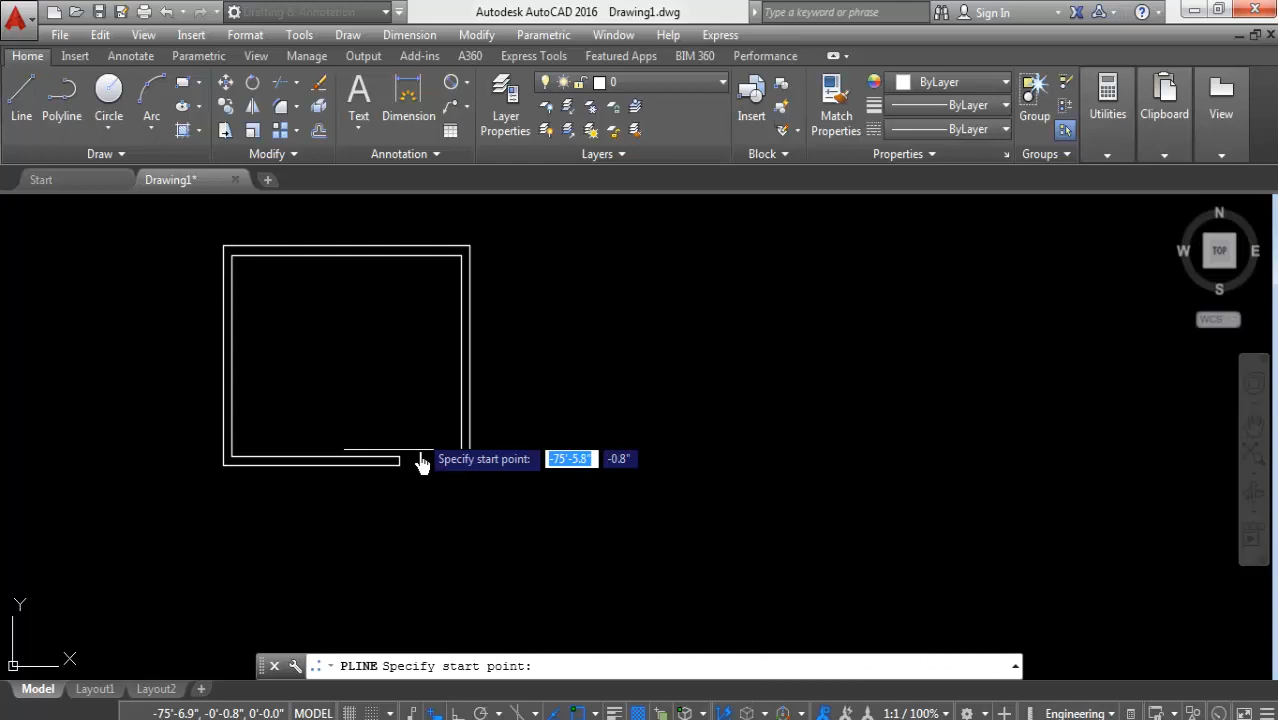 Drafting & Annotation
Autodesk AutoCAD 2016 Drawing1.dwg
Type a keyword or phrase
Sign In
File Edit View Insert Format Tools Draw Dimension Modify Parametric Window Help Express
Home Insert Annotate Parametric View Manage Output Add-ins A360 Express Tools Featured Apps BIM 360 Performance
0
ByLayer
ByLayer
ByLayer
Line Polyline Circle Arc
Text Dimension
Layer Properties
Insert
Match Properties
Group
Utilities Clipboard View
Draw Modify Annotation Layers Block Properties Groups
Start Drawing1*
N
W TOP E
S
WCS
Specify start point: -75'-5.8" -0.8"
Y
X
PLINE Specify start point:
Model Layout1 Layout2
-75'-6.9", -0'-0.8", 0'-0.0" MODEL 1:1 / 100% Engineering